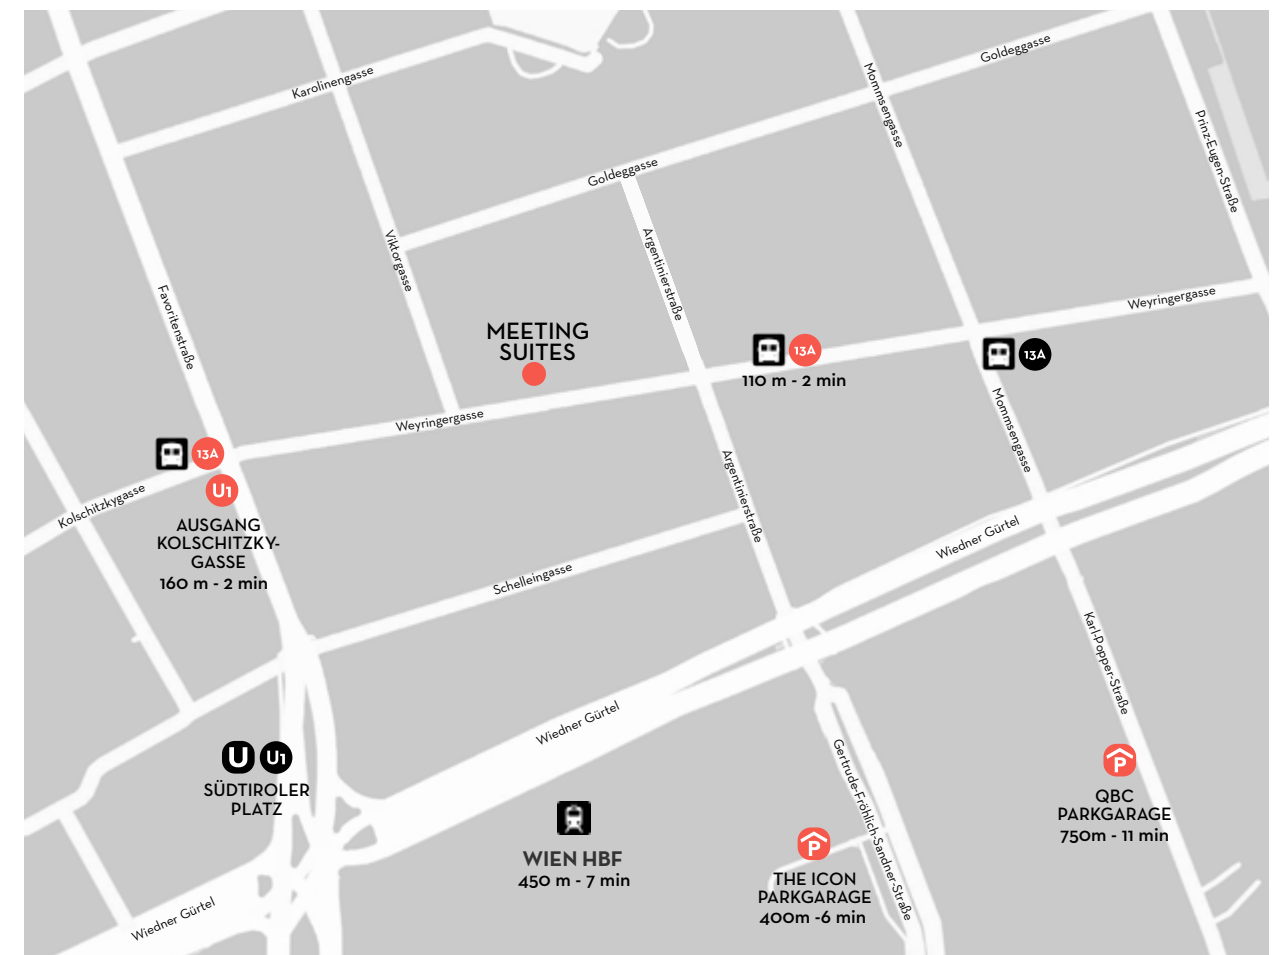 Goldeggasse
Karolinengasse
Mommsengasse
Prinz-Eugen-Straße
Goldeggasse
Viktorgasse
Argentinierstraße
Favoritenstraße
Weyringergasse
MEETING
SUITES
13A
110 m - 2 min
13A
Weyringergasse
Mommsengasse
13A
U1
Kolschitzkygasse
AUSGANG
KOLSCHITZKY-
GASSE
160 m - 2 min
Argentinierstraße
Wiedner Gürtel
Schelleingasse
Karl-Popper-Straße
Wiedner Gürtel
U U1
SÜDTIROLER
PLATZ
Gertrude-Fröhlich-Sandner-Straße
P
QBC
PARKGARAGE
750m - 11 min
WIEN HBF
450 m - 7 min
P
THE ICON
PARKGARAGE
400m -6 min
Wiedner Gürtel